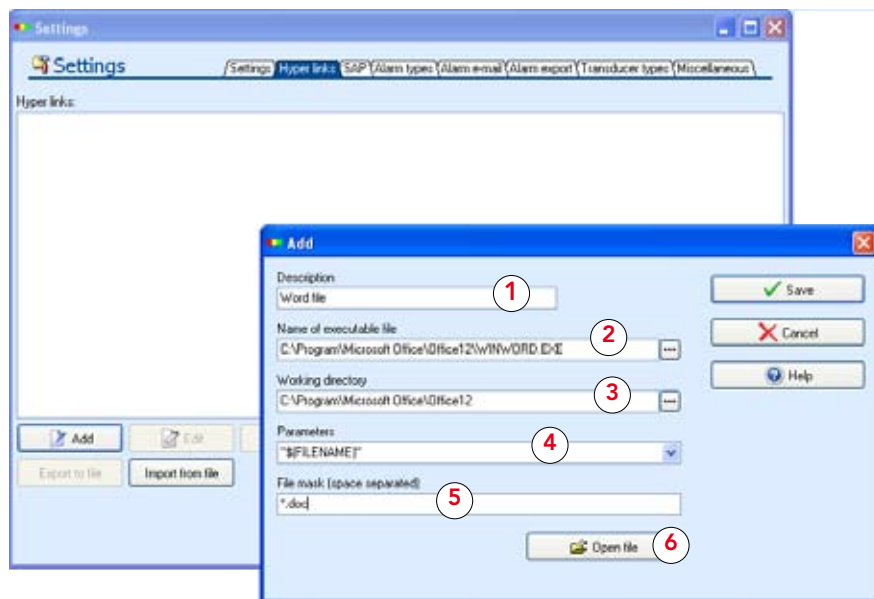 Settings
Settings
Settings Hyper links SAP Alarm types Alarm e-mail Alarm export Transducer types Miscellaneous
Hyper links:
Add
Description
1
Word file
Save
Name of executable file
2
Cancel
C:\Program\Microsoft Office\Office12\WINWORD.EXE
...
Working directory
3
Help
C:\Program\Microsoft Office\Office12
...
Parameters
4
"$(FILENAME)"
File mask (space separated)
5
*.doc
Open file
6
Add
Edit
Export to file
Import from file